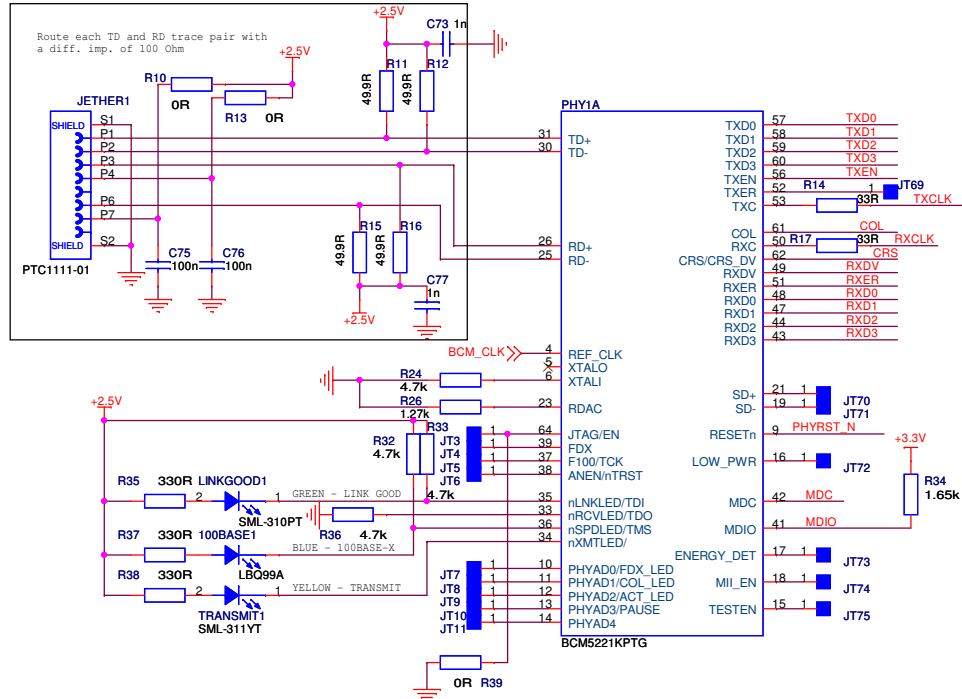 Route each TD and RD trace pair with
a diff. imp. of 100 Ohm
+2.5V
C73
1n
R10
0R
R13
0R
+2.5V
R11
49.9R
R12
49.9R
JETHER1
SHIELD
S1
P1
P2
P3
P4
P6
P7
SHIELD
S2
PTC1111-01
C75
100n
C76
100n
R15
49.9R
R16
49.9R
C77
1n
+2.5V
PHY1A
31 TD+
30 TD-
26 RD+
25 RD-
BCM_CLK
4 REF_CLK
5 XTALO
6 XTALI
R24
4.7k
R26
1.27k
23 RDAC
64 JTAG/EN
39 FDX
37 F100/TCK
38 ANEN/nTRST
JT3 1
JT4 1
JT5 1
JT6 1
35 nLNKLED/TDI
33 nRCVLED/TDO
36 nSPDLED/TMS
34 nXMTLED/
10 PHYAD0/FDX_LED
11 PHYAD1/COL_LED
12 PHYAD2/ACT_LED
13 PHYAD3/PAUSE
14 PHYAD4
JT7 1
JT8 1
JT9 1
JT10 1
JT11 1
+2.5V
R32
4.7k
R33
4.7k
R35
330R
LINKGOOD1
2
1
GREEN - LINK GOOD
SML-310PT
R36
4.7k
R37
330R
100BASE1
BLUE - 100BASE-X
LBQ99A
R38
330R
2
1
YELLOW - TRANSMIT
TRANSMIT1
SML-311YT
0R
R39
BCM5221KPTG
TXD0 57 TXD0
TXD1 58 TXD1
TXD2 59 TXD2
TXD3 60 TXD3
TXEN 56 TXEN
TXER 52 1 JT69
TXC 53 R14 33R TXCLK
COL 61 COL
RXC 50 R17 33R RXCLK
CRS/CRS_DV 62 CRS
RXDV 49 RXDV
RXER 51 RXER
RXD0 48 RXD0
RXD1 47 RXD1
RXD2 44 RXD2
RXD3 43 RXD3
SD+ 21 1 JT70
SD- 19 1 JT71
RESETn 9 PHYRST_N
LOW_PWR 16 1 JT72
+3.3V
R34
1.65k
MDC 42 MDC
MDIO 41 MDIO
ENERGY_DET 17 1 JT73
MII_EN 18 1 JT74
TESTEN 15 1 JT75